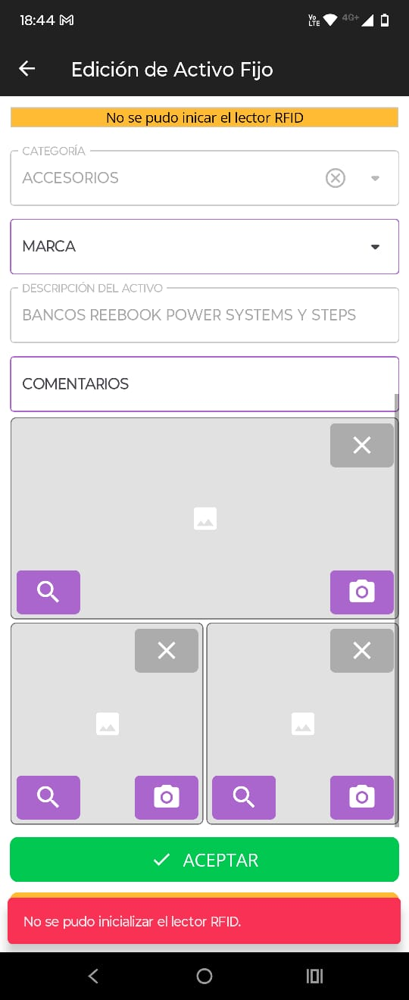 18:44
Vo
LTE
4G+
Edición de Activo Fijo
No se pudo inicar el lector RFID
CATEGORÍA
ACCESORIOS
MARCA
DESCRIPCIÓN DEL ACTIVO
BANCOS REEBOOK POWER SYSTEMS Y STEPS
COMENTARIOS
ACEPTAR
No se pudo inicializar el lector RFID.